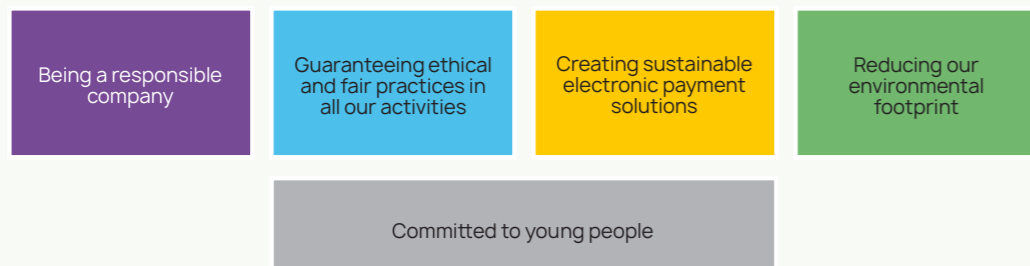 Being a responsible
company
Guaranteeing ethical
and fair practices in
all our activities
Creating sustainable
electronic payment
solutions
Reducing our
environmental
footprint
Committed to young people